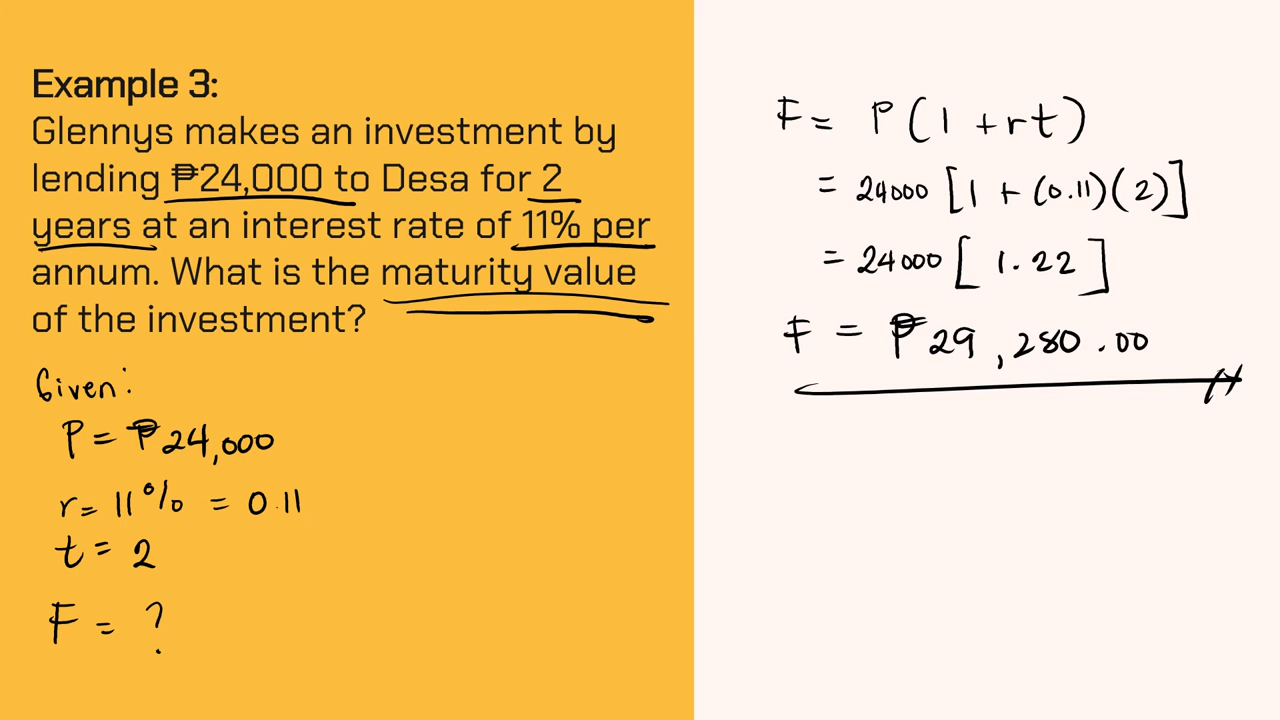 Example 3:
Glennys makes an investment by
lending ₱24,000 to Desa for 2
years at an interest rate of 11% per
annum. What is the maturity value
of the investment?
Given:
P = ₱24,000
r = 11% = 0.11
t = 2
F = ?
F = P(1 + rt)
= 24000 [1 + (0.11)(2)]
= 24000 [1.22]
F = ₱29,280.00